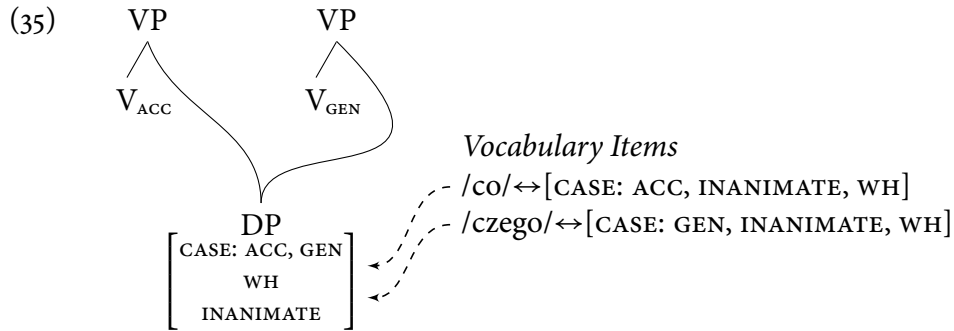 (35) VP VP
V_ACC V_GEN
Vocabulary Items
/co/↔[CASE: ACC, INANIMATE, WH]
/czego/↔[CASE: GEN, INANIMATE, WH]
DP
CASE: ACC, GEN
WH
INANIMATE